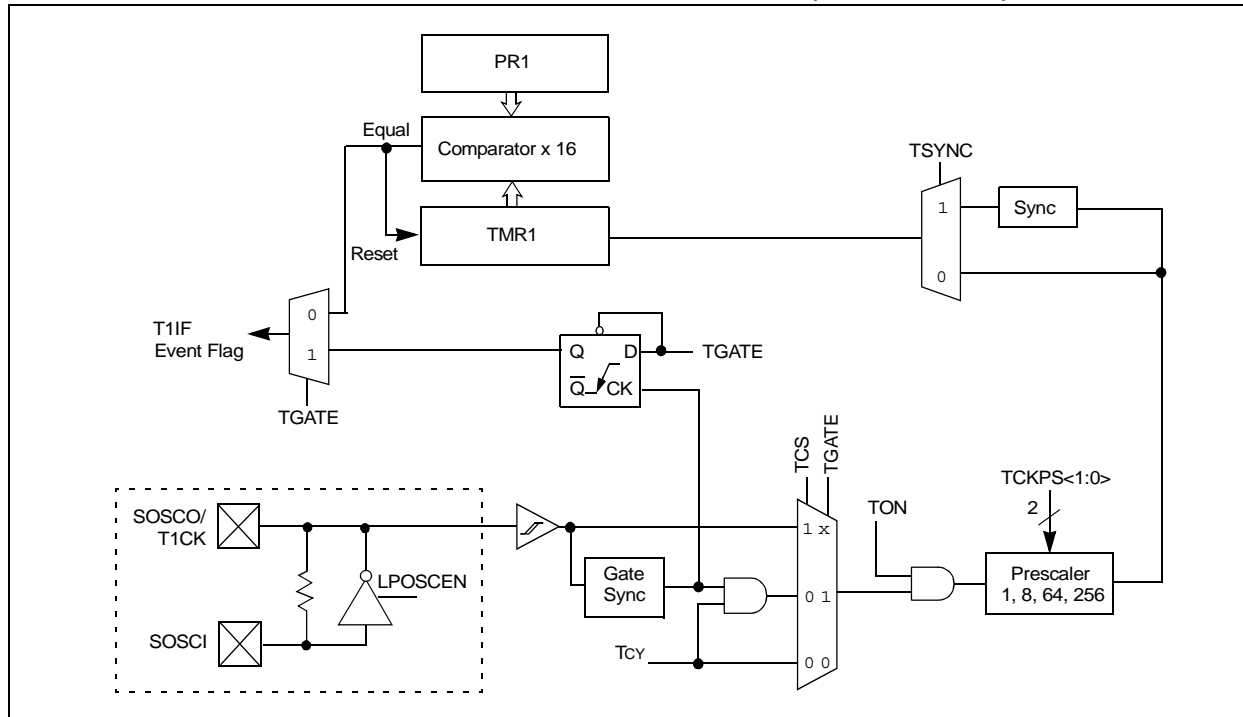 PR1
Equal
Comparator x 16
TSYNC
1
Sync
TMR1
Reset
0
0
T1IF
Event Flag
1
Q
D
TGATE
Q
CK
TGATE
TCS
TGATE
TCKPS<1:0>
2
SOSCO/
T1CK
TON
1 x
LPOSCEN
Gate
Sync
Prescaler
1, 8, 64, 256
0 1
SOSCI
TCY
0 0